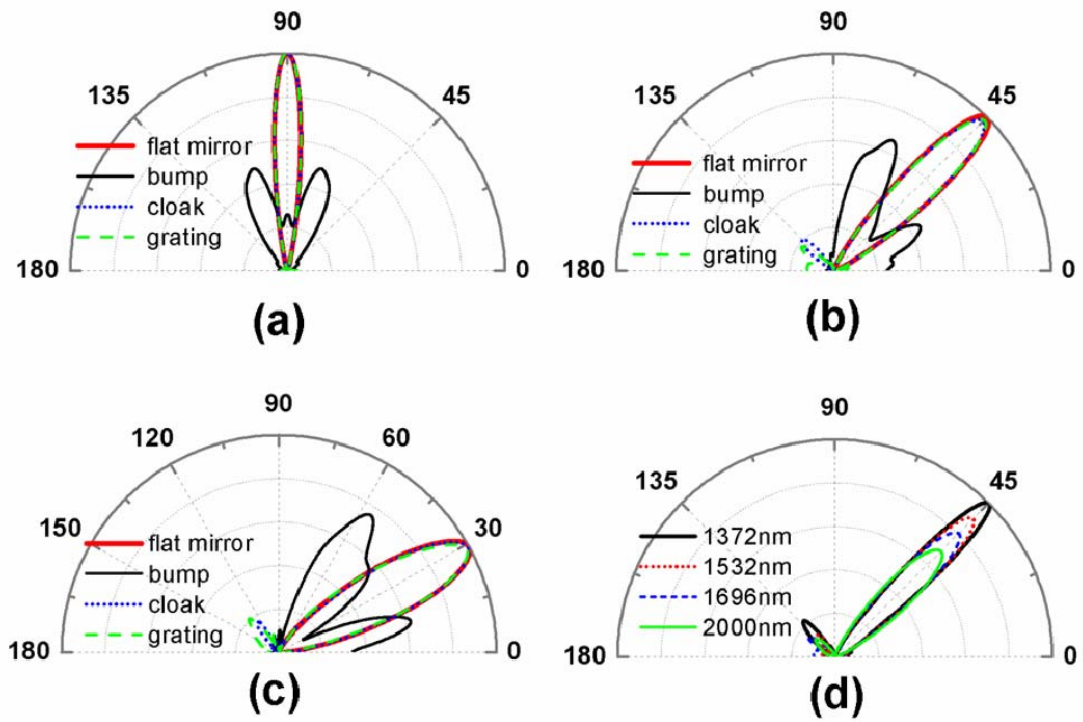 90
135
45
flat mirror
bump
cloak
grating
180
0
(a)
90
135
45
flat mirror
bump
cloak
grating
180
0
(b)
90
120
60
150
30
flat mirror
bump
cloak
grating
180
0
(c)
90
135
45
1372nm
1532nm
1696nm
2000nm
180
0
(d)